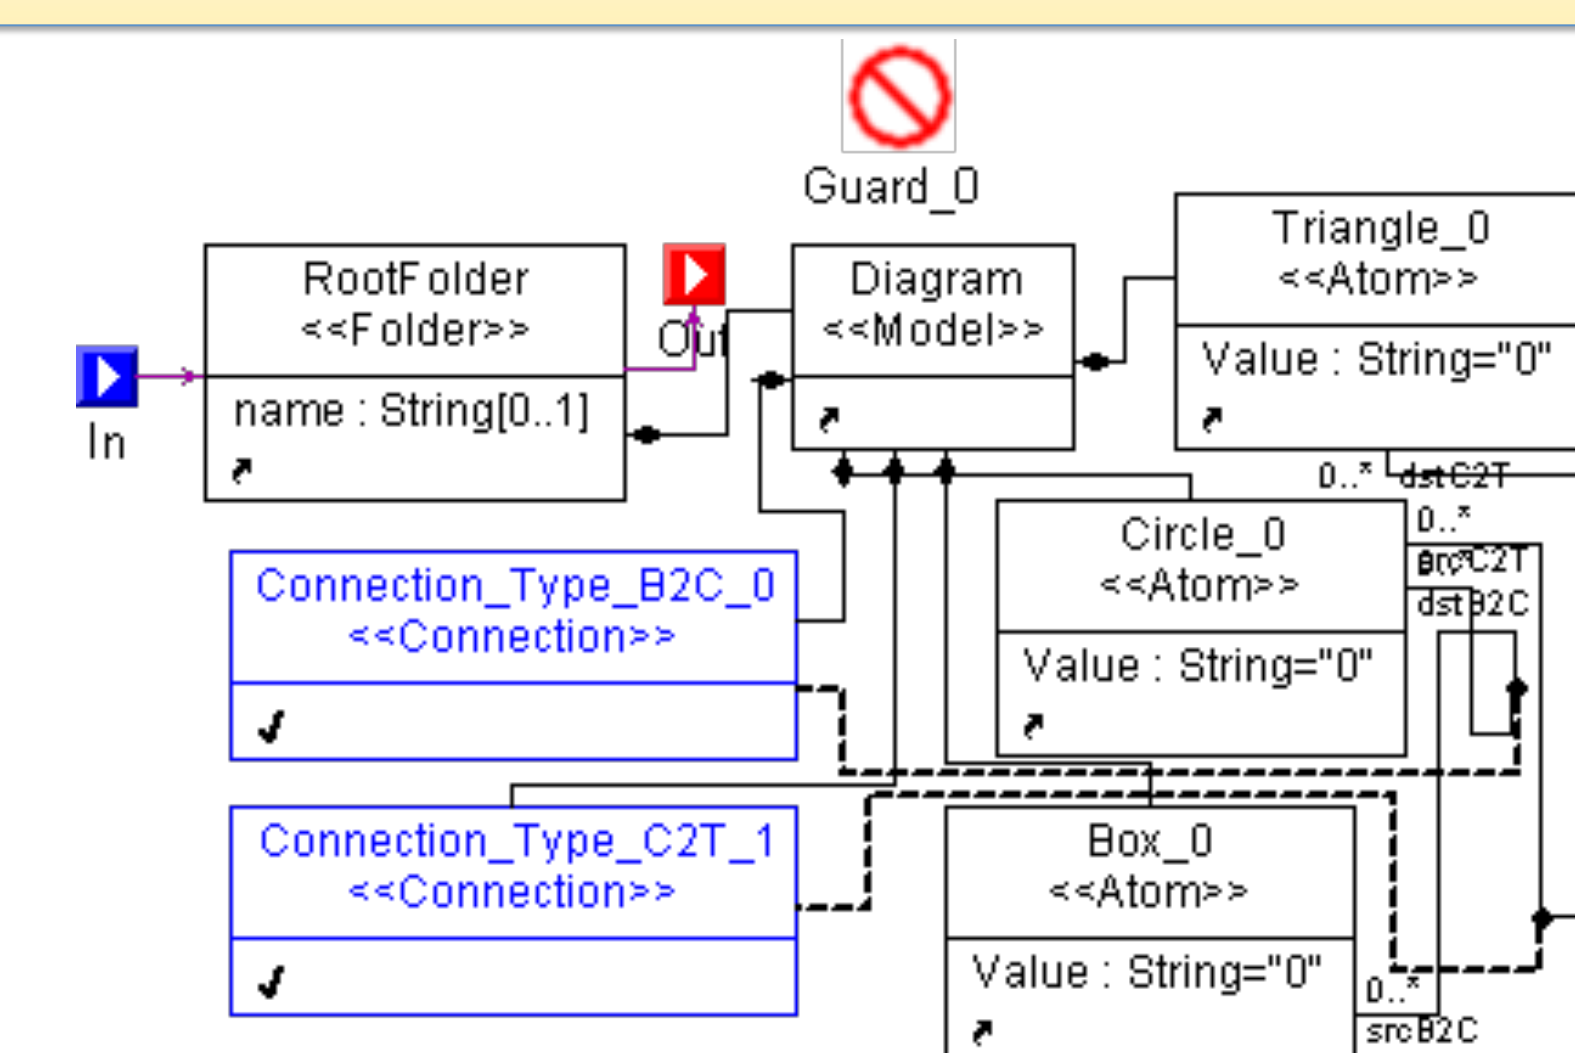 Guard_0
RootFolder
<<Folder>>
name : String[0..1]
In
Out
Diagram
<<Model>>
Triangle_0
<<Atom>>
Value : String="0"
0..* dstC2T
Circle_0
<<Atom>>
Value : String="0"
0..*
srcC2T
dstB2C
Connection_Type_B2C_0
<<Connection>>
Connection_Type_C2T_1
<<Connection>>
Box_0
<<Atom>>
Value : String="0"
0..*
srcB2C